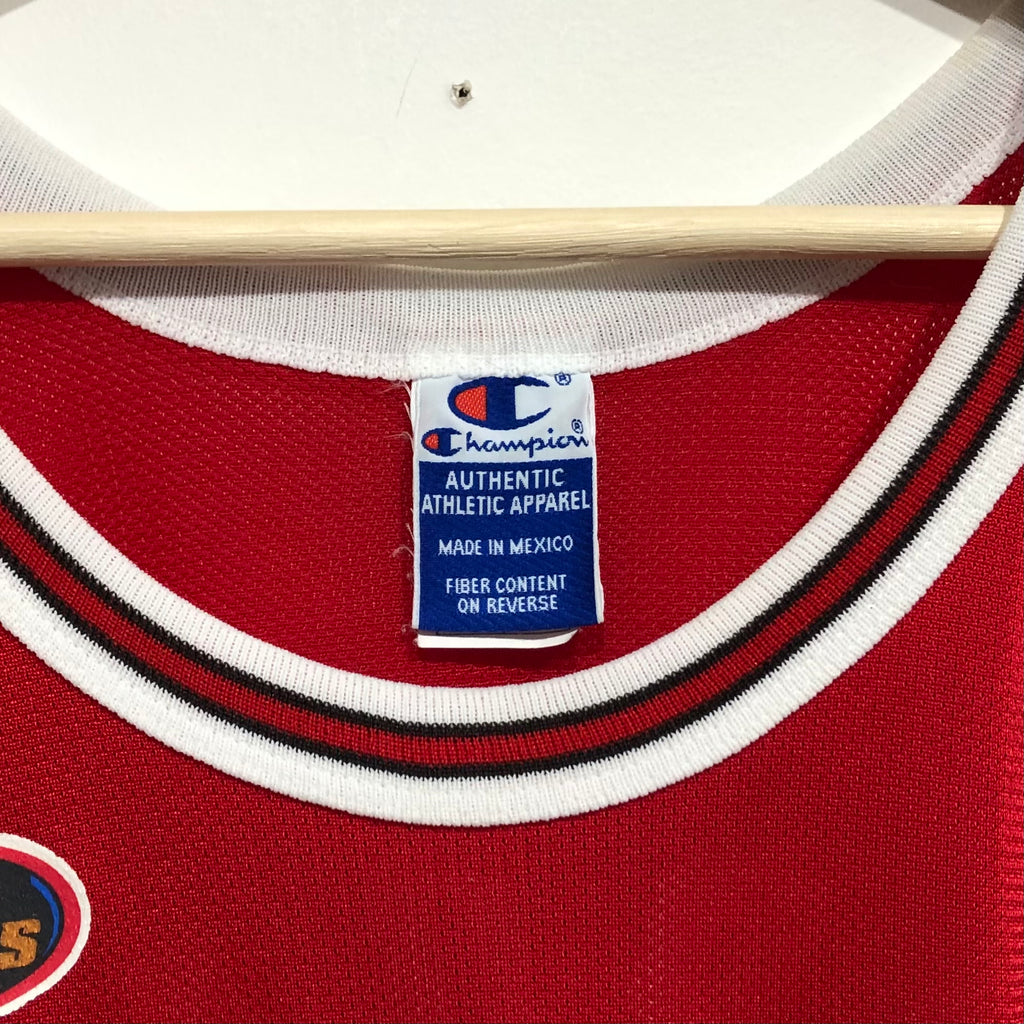 Champion
AUTHENTIC
ATHLETIC APPAREL
MADE IN MEXICO
FIBER CONTENT
ON REVERSE